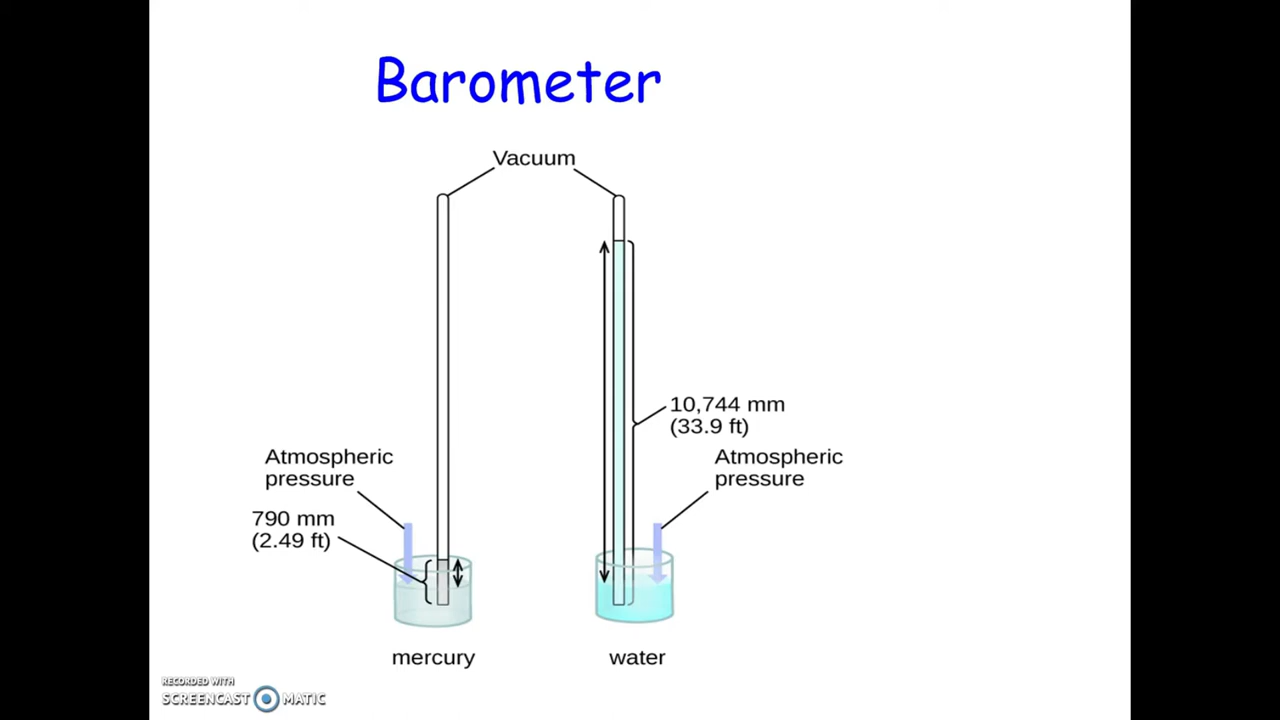 Barometer
Vacuum
10,744 mm
(33.9 ft)
Atmospheric
pressure
Atmospheric
pressure
790 mm
(2.49 ft)
mercury
water
RECORDED WITH
SCREENCAST MATIC